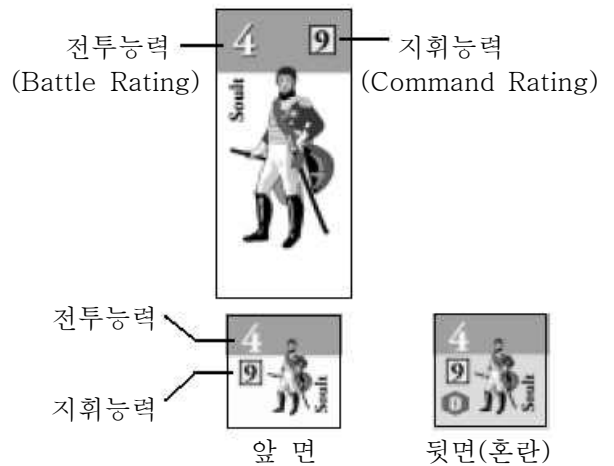 전투능력 4 9 지휘능력
(Battle Rating) (Command Rating)
Soult
전투능력
4
9
Soult
지휘능력
4
9
Soult
앞 면 뒷면(혼란)